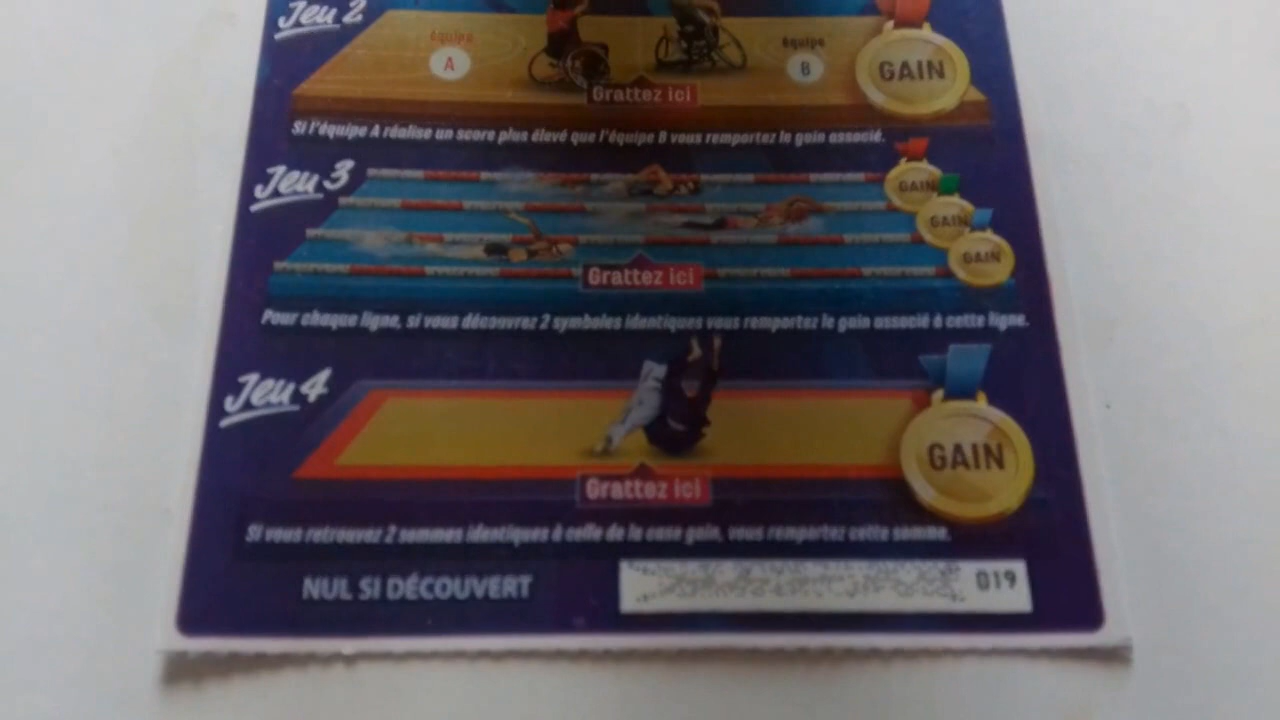 Jeu 2
équipe A
équipe B
GAIN
Grattez ici
Si l'équipe A réalise un score plus élevé que l'équipe B vous remportez le gain associé.
Jeu 3
GAIN
GAIN
GAIN
Grattez ici
Pour chaque ligne, si vous découvrez 2 symboles identiques vous remportez le gain associé à cette ligne.
Jeu 4
GAIN
Grattez ici
Si vous retrouvez 2 sommes identiques à celle de la case gain, vous remportez cette somme.
NUL SI DÉCOUVERT
019